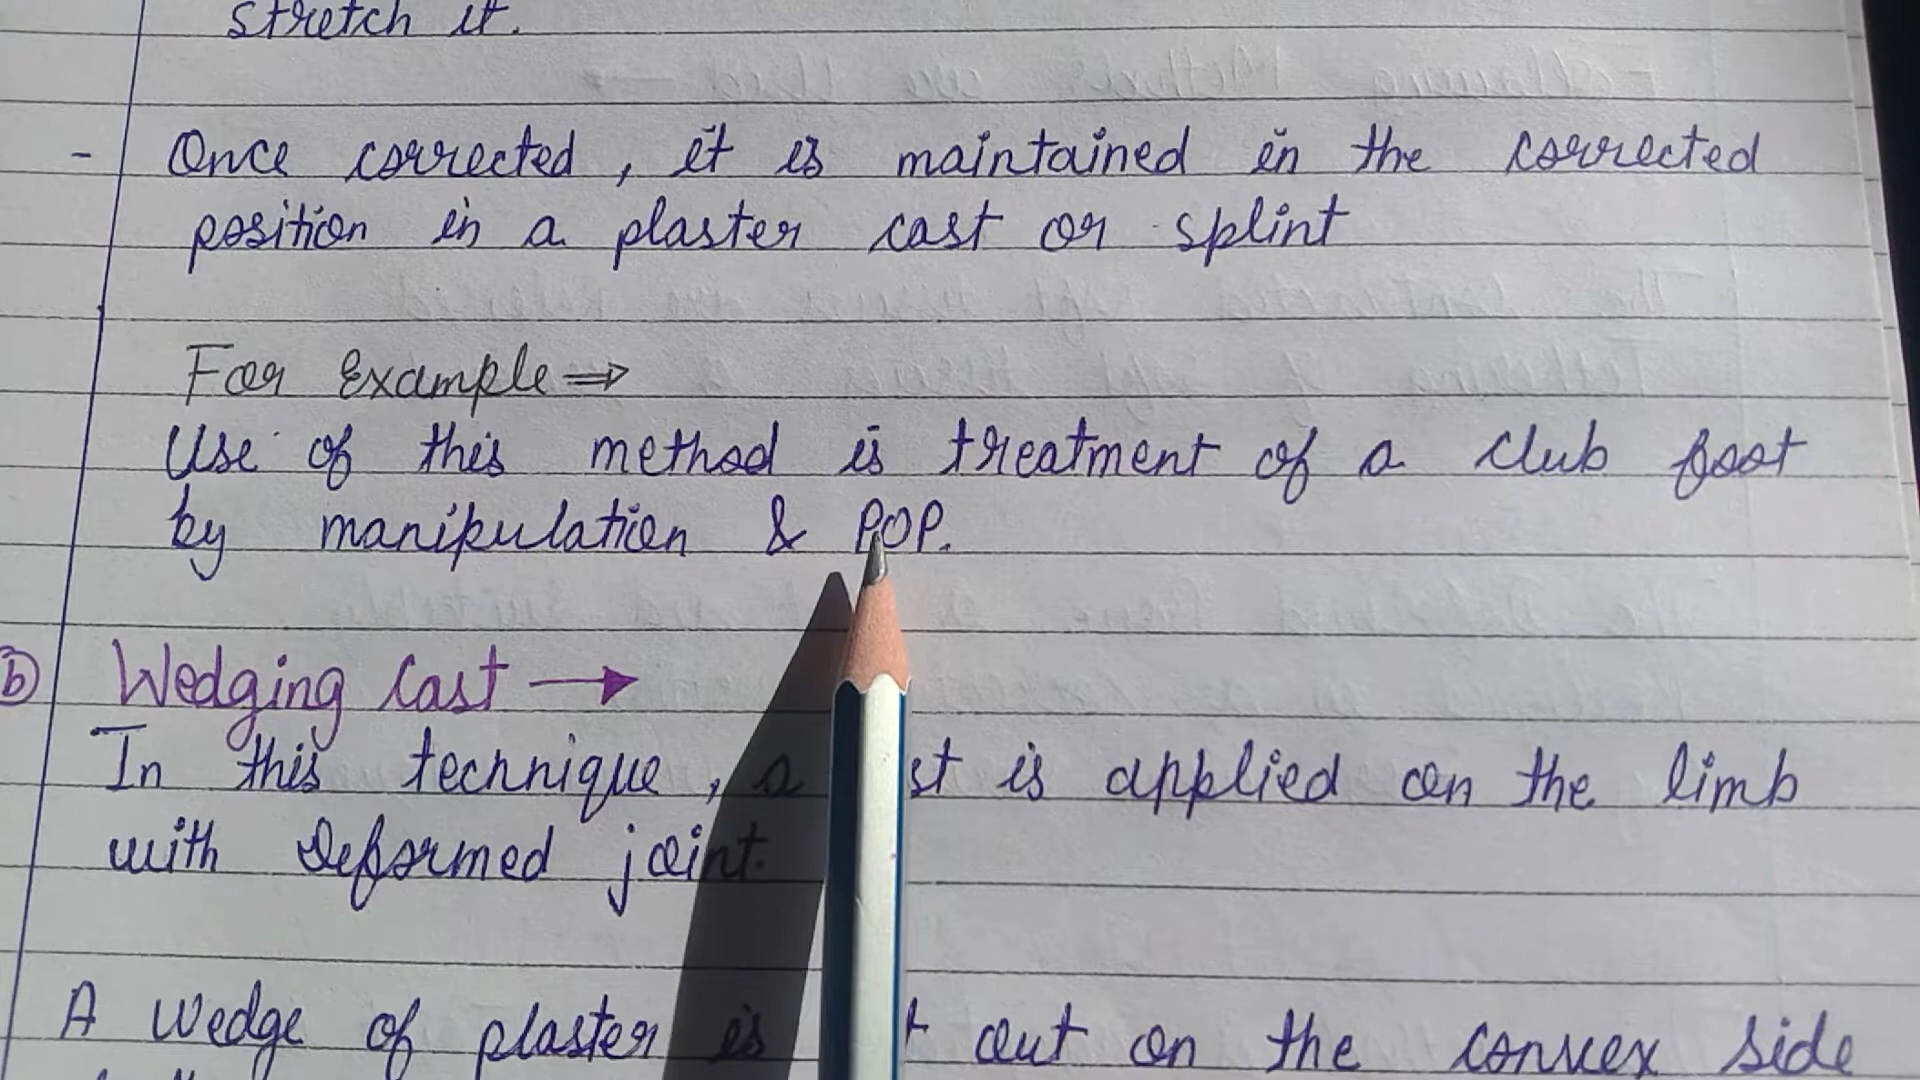 stretch it.
- Once corrected, it is maintained in the corrected
position in a plaster cast or splint
For Example ⇒
Use of this method is treatment of a club foot
by manipulation & POP.
b) Wedging Cast →
In this technique, a st is applied on the limb
with deformed joint.
A wedge of plaster is t out on the convex side